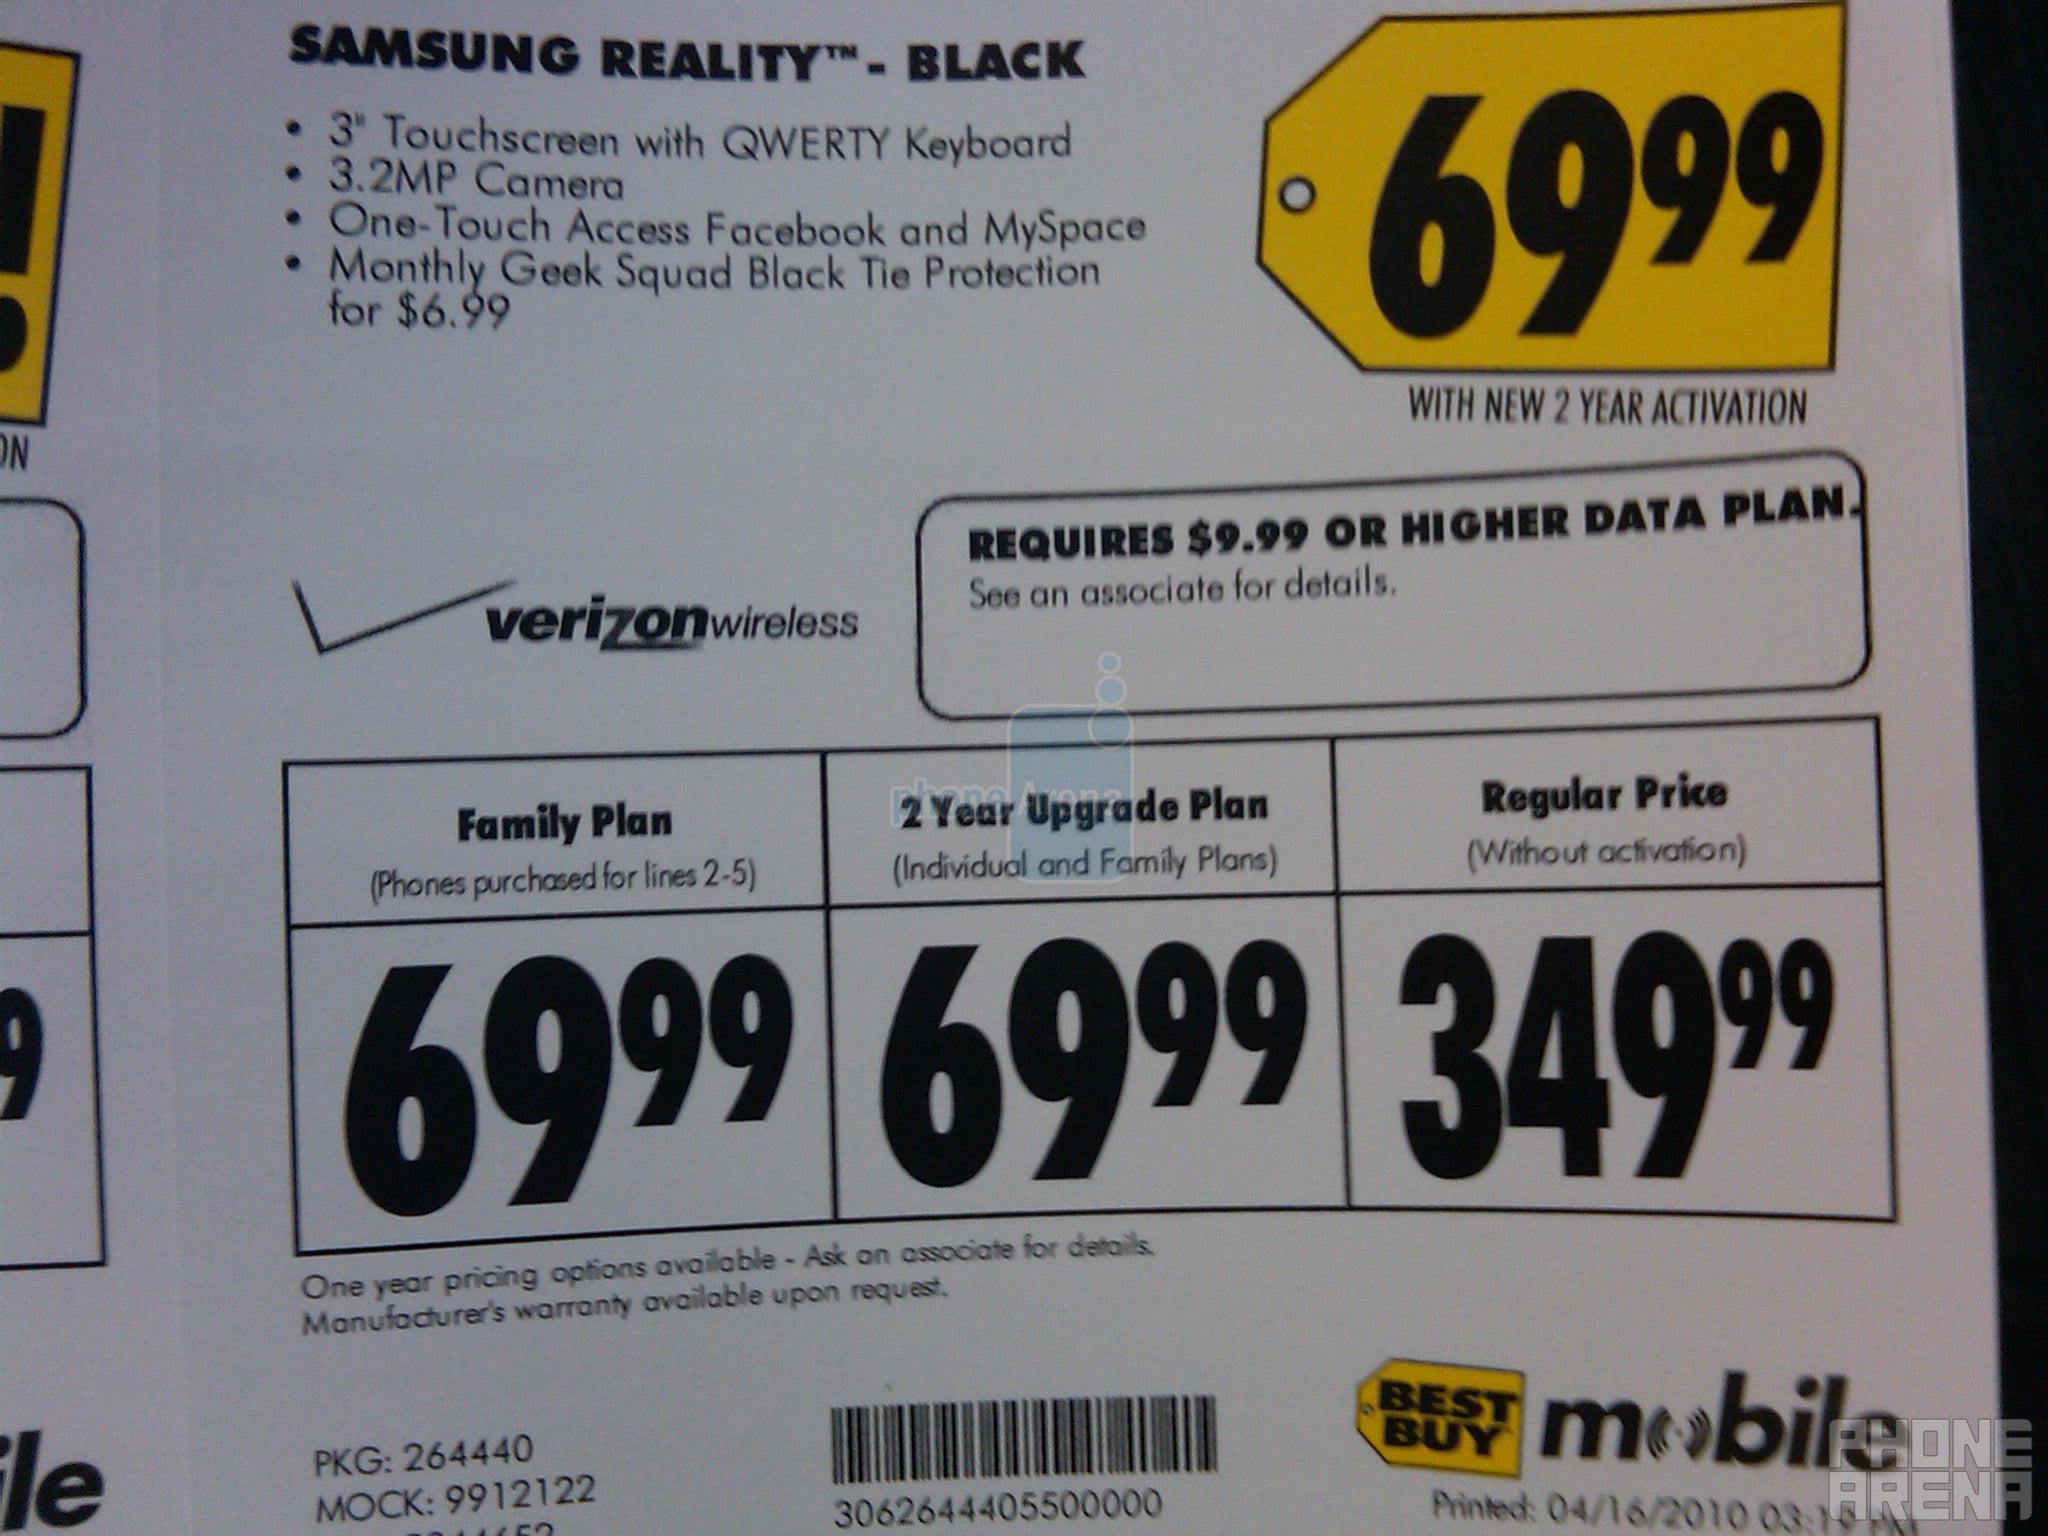 SAMSUNG REALITY™ - BLACK
• 3" Touchscreen with QWERTY Keyboard
• 3.2MP Camera
• One-Touch Access Facebook and MySpace
• Monthly Geek Squad Black Tie Protection
for $6.99
6999
WITH NEW 2 YEAR ACTIVATION
REQUIRES $9.99 OR HIGHER DATA PLAN.
See an associate for details.
verizonwireless
phoneArena
Family Plan
(Phones purchased for lines 2-5)
6999
2 Year Upgrade Plan
(Individual and Family Plans)
6999
Regular Price
(Without activation)
34999
One year pricing options available - Ask an associate for details.
Manufacturer's warranty available upon request.
PKG: 264440
MOCK: 9912122
3062644405500000
BEST BUY mobile
Printed: 04/16/2010
PHONE
ARENA
ON
9
le